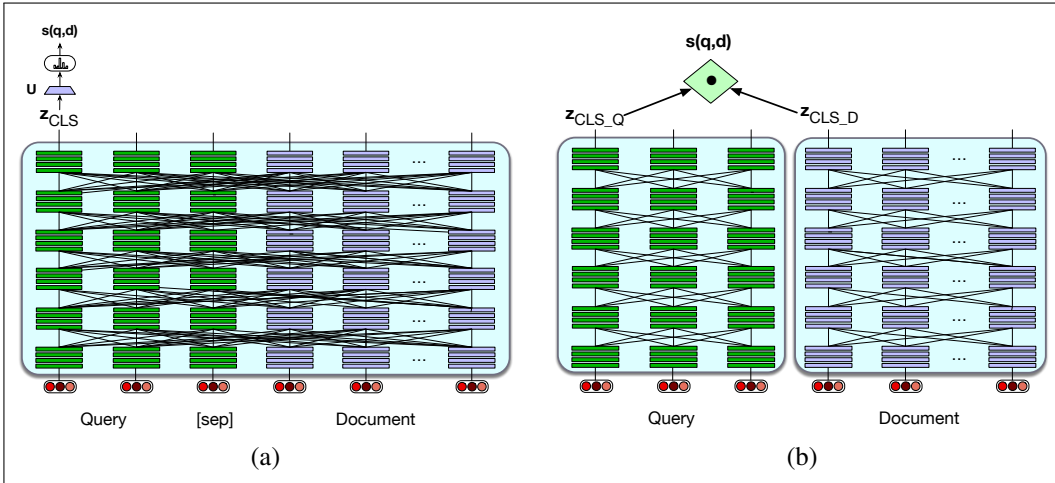 s(q,d)
U
zCLS
...
...
...
...
...
...
Query [sep] Document
(a)
s(q,d)
zCLS_Q zCLS_D
...
...
...
...
...
...
Query Document
(b)